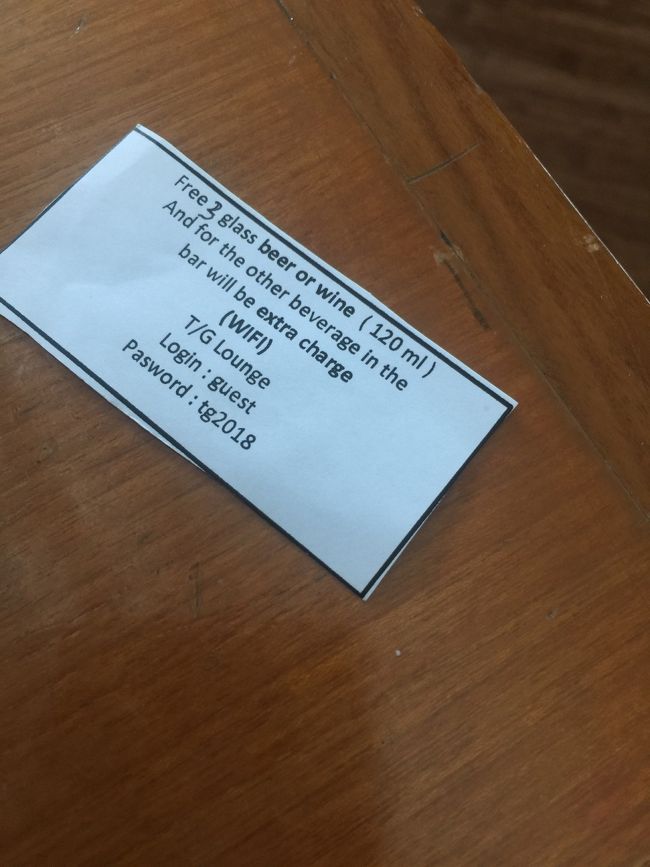 Free 3 glass beer or wine ( 120 ml )
And for the other beverage in the
bar will be extra charge
(WIFI)
T/G Lounge
Login : guest
Pasword : tg2018